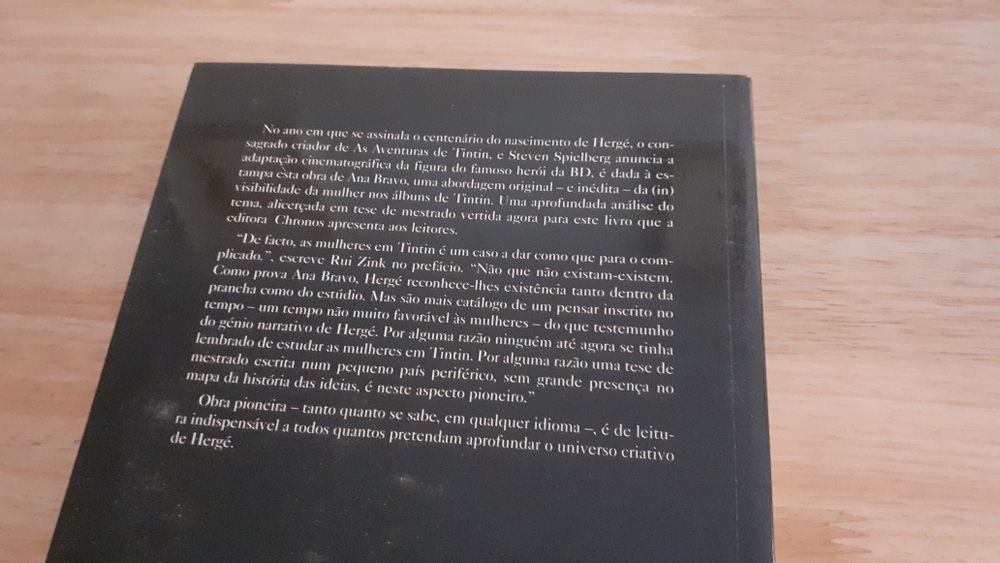 No ano em que se assinala o centenário do nascimento de Hergé, o con-
sagrado criador de As Aventuras de Tintin, e Steven Spielberg anuncia a
adaptação cinematográfica da figura do famoso herói da BD, é dada à es-
tampa esta obra de Ana Bravo, uma abordagem original – e inédita – da (in)
visibilidade da mulher nos álbuns de Tintin. Uma aprofundada análise do
tema, alicerçada em tese de mestrado vertida agora para este livro que a
editora Chronos apresenta aos leitores.
"De facto, as mulheres em Tintin é um caso a dar como que para o com-
plicado.", escreve Rui Zink no prefácio. "Não que não existam-existem.
Como prova Ana Bravo, Hergé reconhece-lhes existência tanto dentro da
prancha como do estúdio. Mas são mais catálogo de um pensar inscrito no
tempo – um tempo não muito favorável às mulheres – do que testemunho
do génio narrativo de Hergé. Por alguma razão ninguém até agora se tinha
lembrado de estudar as mulheres em Tintin. Por alguma razão uma tese de
mestrado escrita num pequeno país periférico, sem grande presença no
mapa da história das ideias, é neste aspecto pioneiro."
Obra pioneira – tanto quanto se sabe, em qualquer idioma –, é de leitu-
ra indispensável a todos quantos pretendam aprofundar o universo criativo
de Hergé.